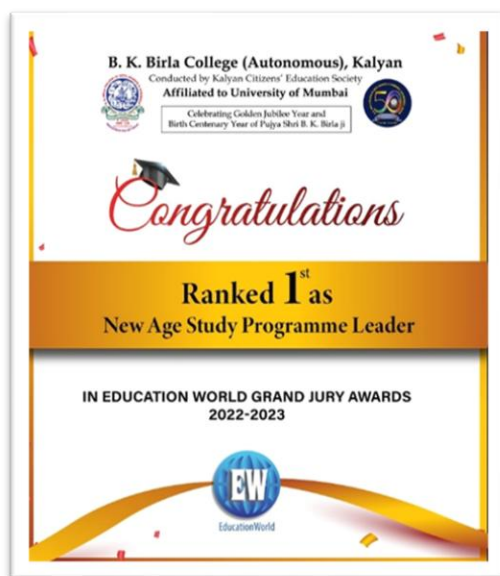 B. K. Birla College (Autonomous), Kalyan
Conducted by Kalyan Citizens' Education Society
Affiliated to University of Mumbai
Celebrating Golden Jubilee Year and
Birth Centenary Year of Pujya Shri B. K. Birla ji
50
Congratulations
Ranked 1st as
New Age Study Programme Leader
IN EDUCATION WORLD GRAND JURY AWARDS
2022-2023
EW
EducationWorld